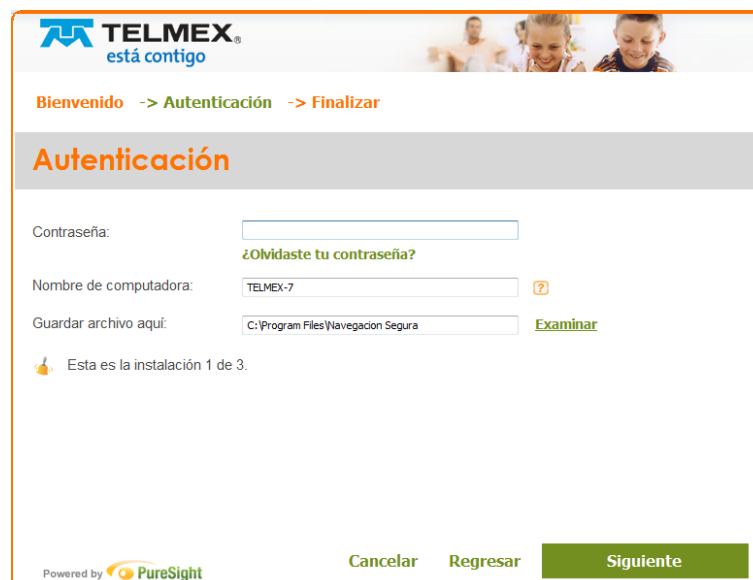 TELMEX®
está contigo
Bienvenido -> Autenticación -> Finalizar
Autenticación
Contraseña:
¿Olvidaste tu contraseña?
Nombre de computadora: TELMEX-7 ?
Guardar archivo aquí: C:\Program Files\Navegacion Segura Examinar
Esta es la instalación 1 de 3.
Powered by PureSight Cancelar Regresar Siguiente